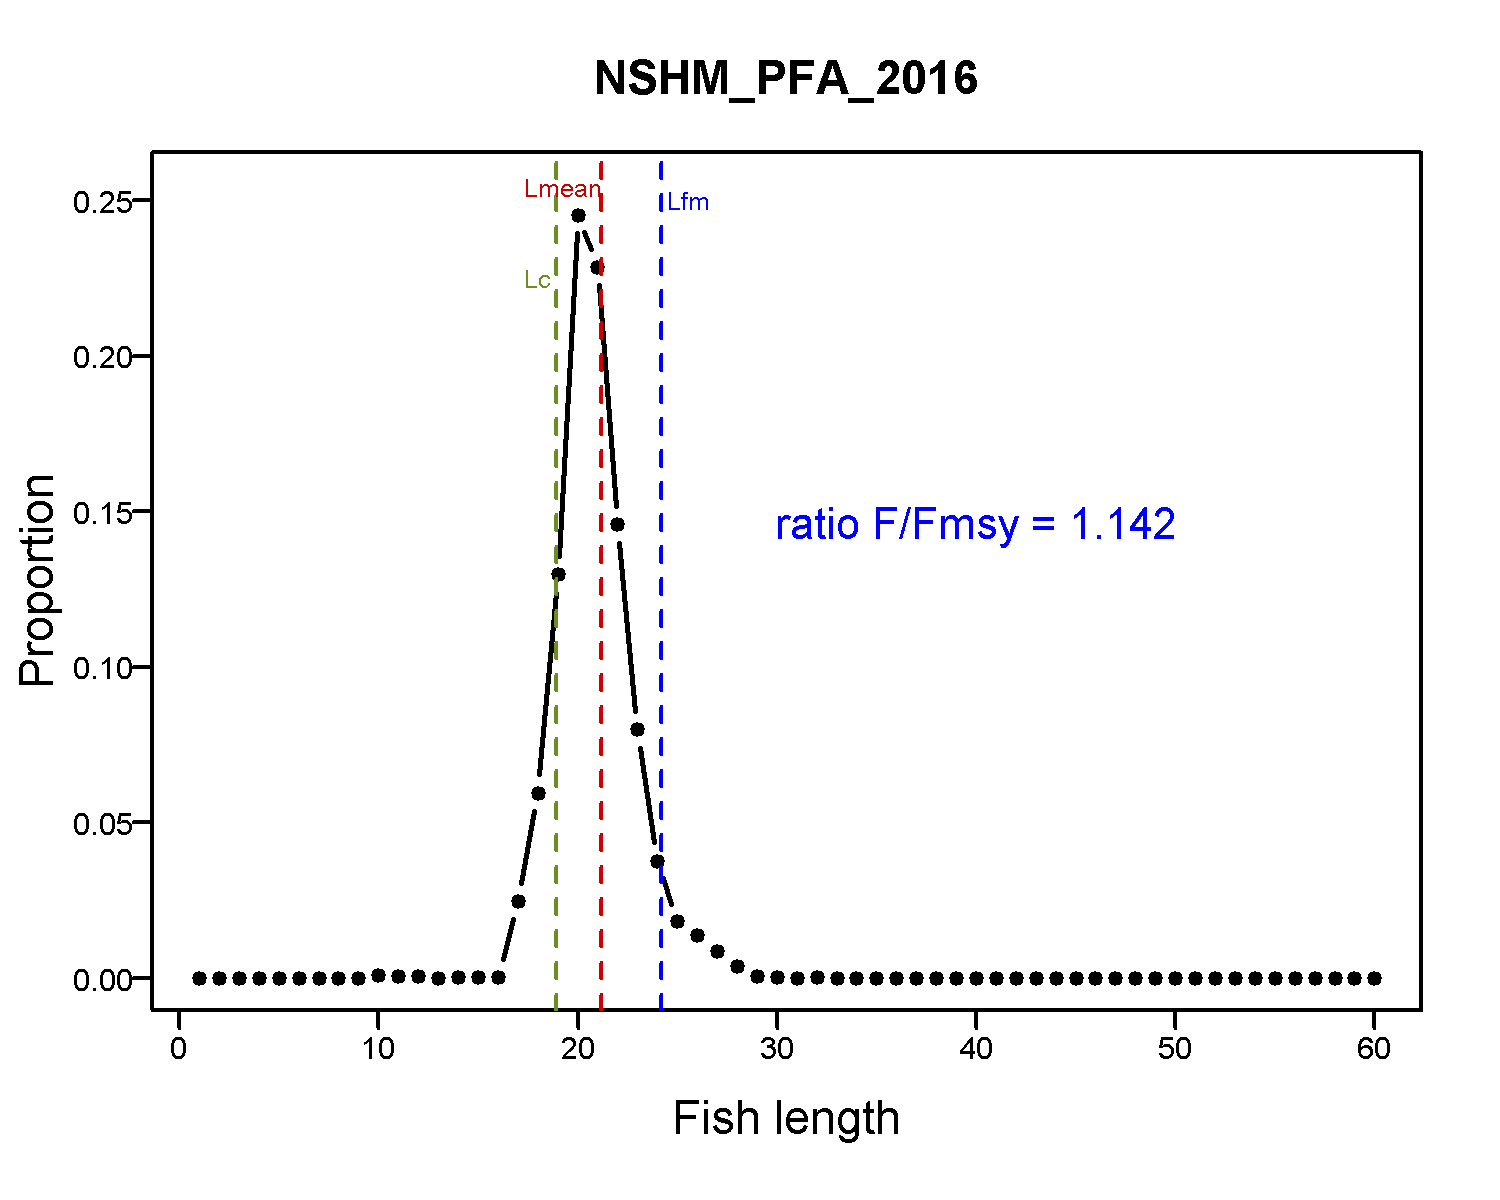 NSHM_PFA_2016
Lmean
Lfm
Lc
ratio F/Fmsy = 1.142
Proportion
0.25
0.20
0.15
0.10
0.05
0.00
0 10 20 30 40 50 60
Fish length